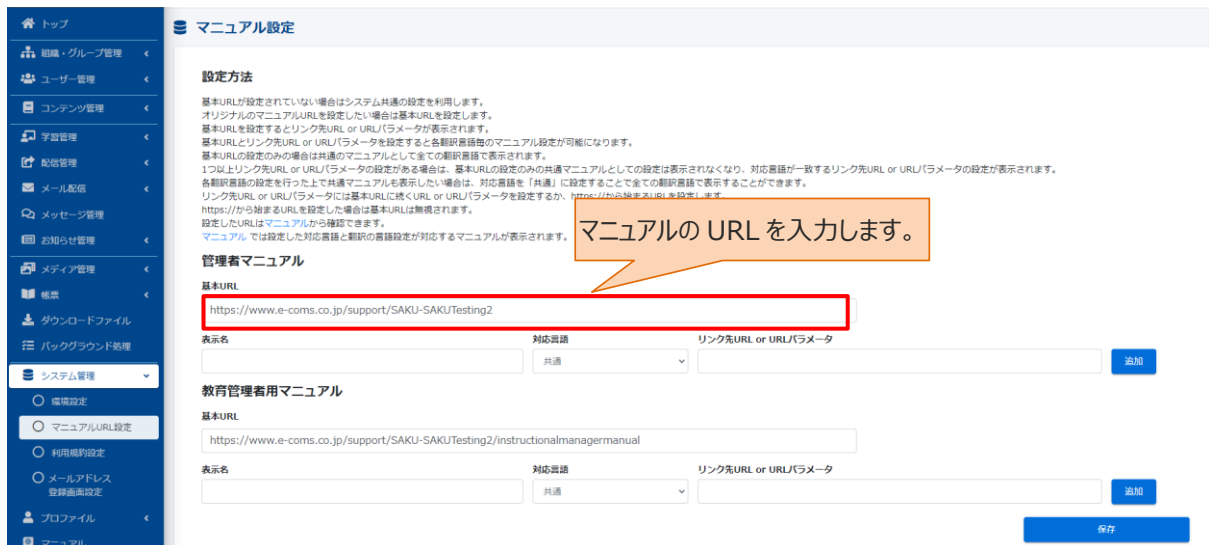 トップ
組織・グループ管理
ユーザー管理
コンテンツ管理
学習管理
配信管理
メール配信
メッセージ管理
お知らせ管理
メディア管理
帳票
ダウンロードファイル
バックグラウンド処理
システム管理
環境設定
マニュアルURL設定
利用規約設定
メールアドレス
登録画面設定
プロファイル
マニュアル
マニュアル設定
設定方法
基本URLが設定されていない場合はシステム共通の設定を利用します。
オリジナルのマニュアルURLを設定したい場合は基本URLを設定します。
基本URLを設定するとリンク先URL or URLパラメータが表示されます。
基本URLとリンク先URL or URLパラメータを設定すると各翻訳言語毎のマニュアル設定が可能になります。
基本URLの設定のみの場合は共通のマニュアルとして全ての翻訳言語で表示されます。
1つ以上リンク先URL or URLパラメータの設定がある場合は、基本URLの設定のみの共通マニュアルとしての設定は表示されなくなり、対応言語が一致するリンク先URL or URLパラメータの設定が表示されます。
各翻訳言語の設定を行った上で共通マニュアルも表示したい場合は、対応言語を「共通」に設定することで全ての翻訳言語で表示することができます。
リンク先URL or URLパラメータには基本URLに続くURL or URLパラメータを設定するか、https://から始まるURLを設定します。
https://から始まるURLを設定した場合は基本URLは無視されます。
設定したURLはマニュアルから確認できます。
マニュアル では設定した対応言語と翻訳の言語設定が対応するマニュアルが表示されます。
マニュアルの URL を入力します。
管理者マニュアル
基本URL
https://www.e-coms.co.jp/support/SAKU-SAKUTesting2
表示名 対応言語 リンク先URL or URLパラメータ
共通 追加
教育管理者用マニュアル
基本URL
https://www.e-coms.co.jp/support/SAKU-SAKUTesting2/instructionalmanagermanual
表示名 対応言語 リンク先URL or URLパラメータ
共通 追加
保存